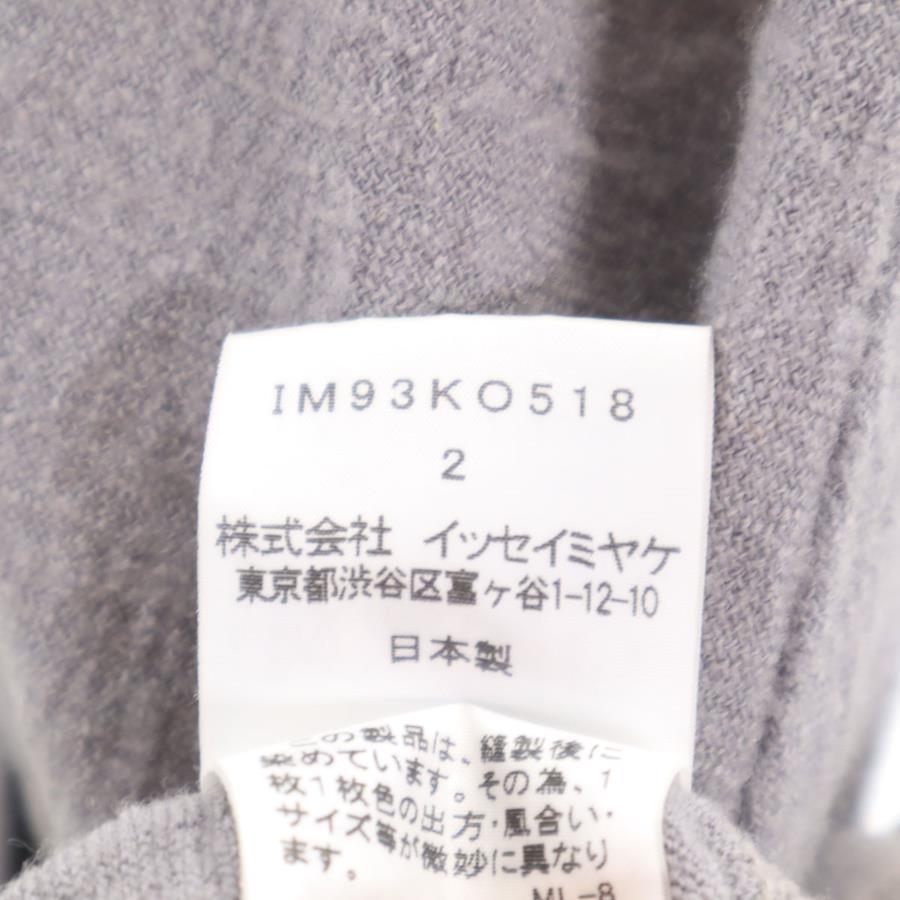 IM93KO518
2
株式会社 イッセイミヤケ
東京都渋谷区富ヶ谷1-12-10
日本製
の製品は、縫製後に
染めています。その為、1
枚1枚色の出方・風合い・
サイズ等が微妙に異なり
ます。
ML-8